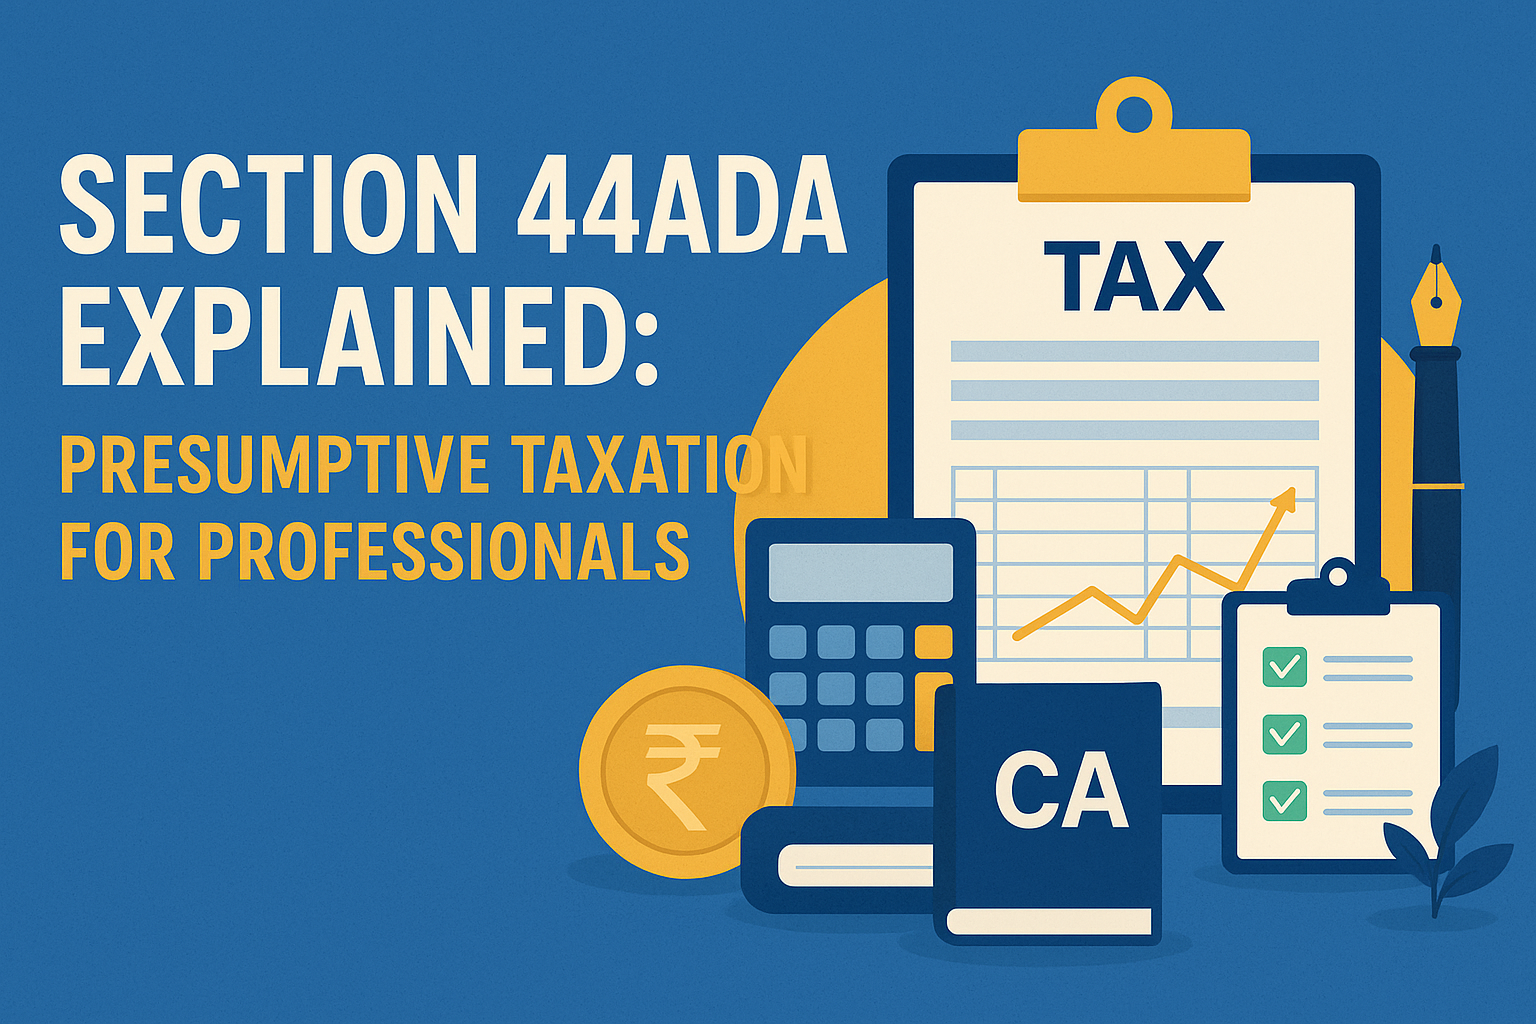 SECTION 44ADA
EXPLAINED:
PRESUMPTIVE TAXATION
FOR PROFESSIONALS
TAX
₹
CA